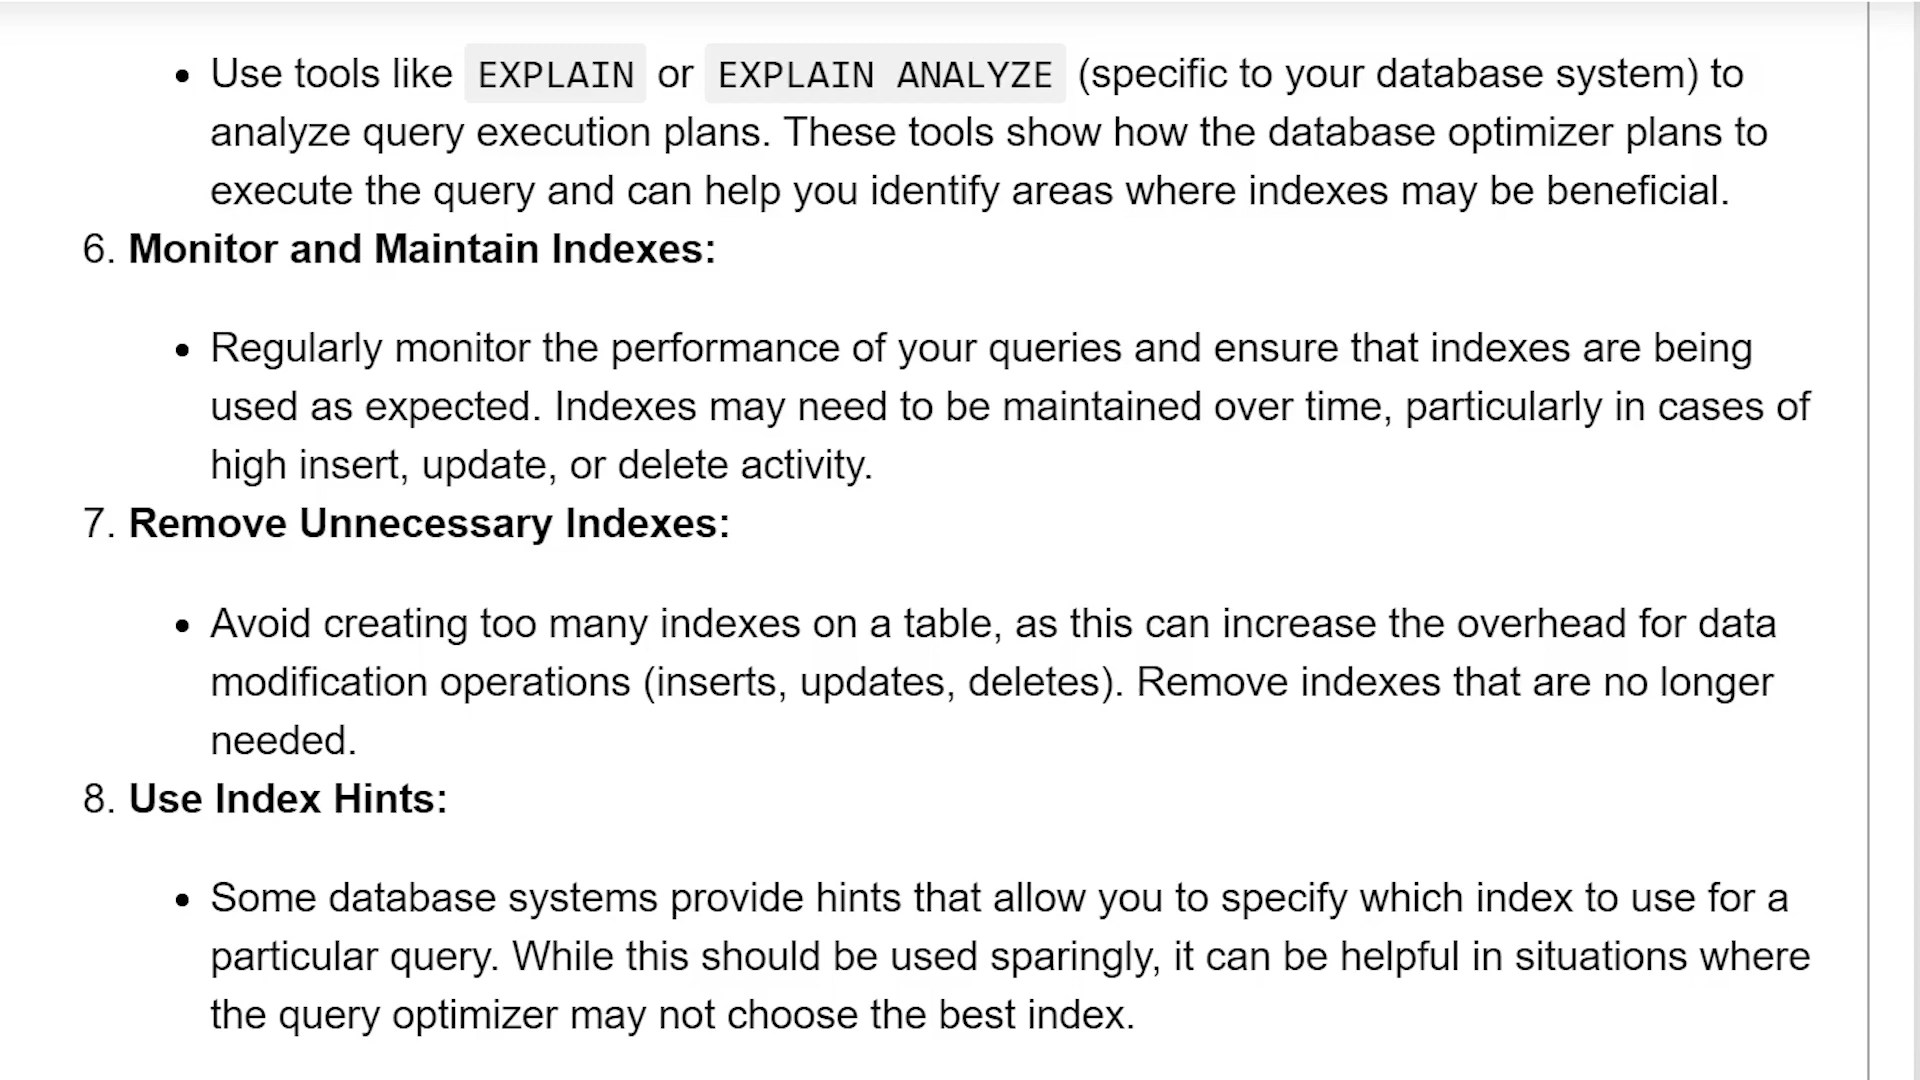 • Use tools like EXPLAIN or EXPLAIN ANALYZE (specific to your database system) to
analyze query execution plans. These tools show how the database optimizer plans to
execute the query and can help you identify areas where indexes may be beneficial.
6. Monitor and Maintain Indexes:
• Regularly monitor the performance of your queries and ensure that indexes are being
used as expected. Indexes may need to be maintained over time, particularly in cases of
high insert, update, or delete activity.
7. Remove Unnecessary Indexes:
• Avoid creating too many indexes on a table, as this can increase the overhead for data
modification operations (inserts, updates, deletes). Remove indexes that are no longer
needed.
8. Use Index Hints:
• Some database systems provide hints that allow you to specify which index to use for a
particular query. While this should be used sparingly, it can be helpful in situations where
the query optimizer may not choose the best index.